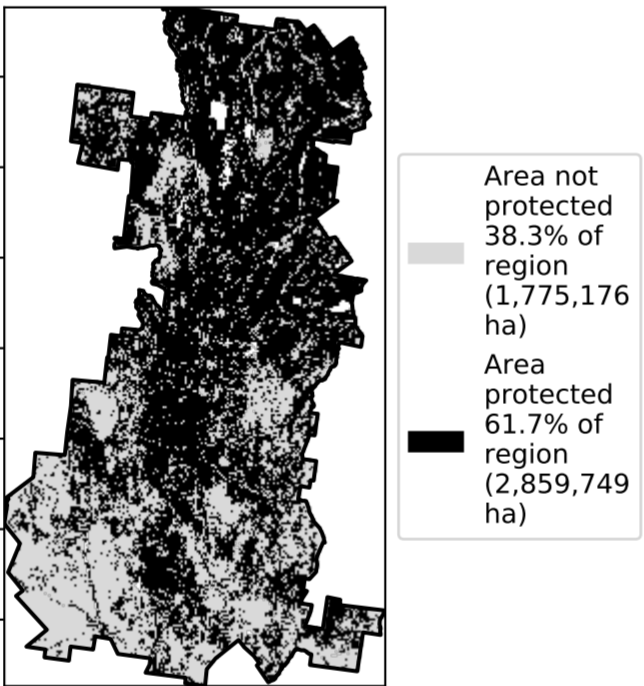 Area not
protected
38.3% of
region
(1,775,176
ha)
Area
protected
61.7% of
region
(2,859,749
ha)